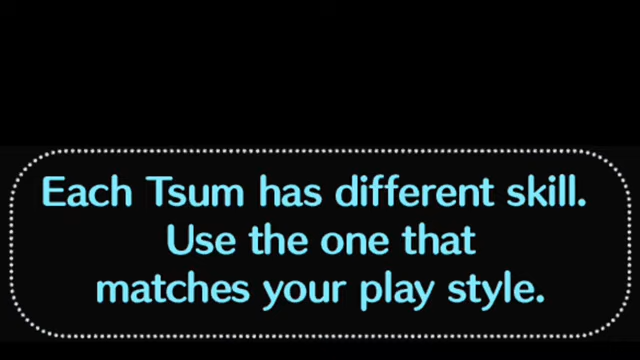 Each Tsum has different skill.
Use the one that
matches your play style.